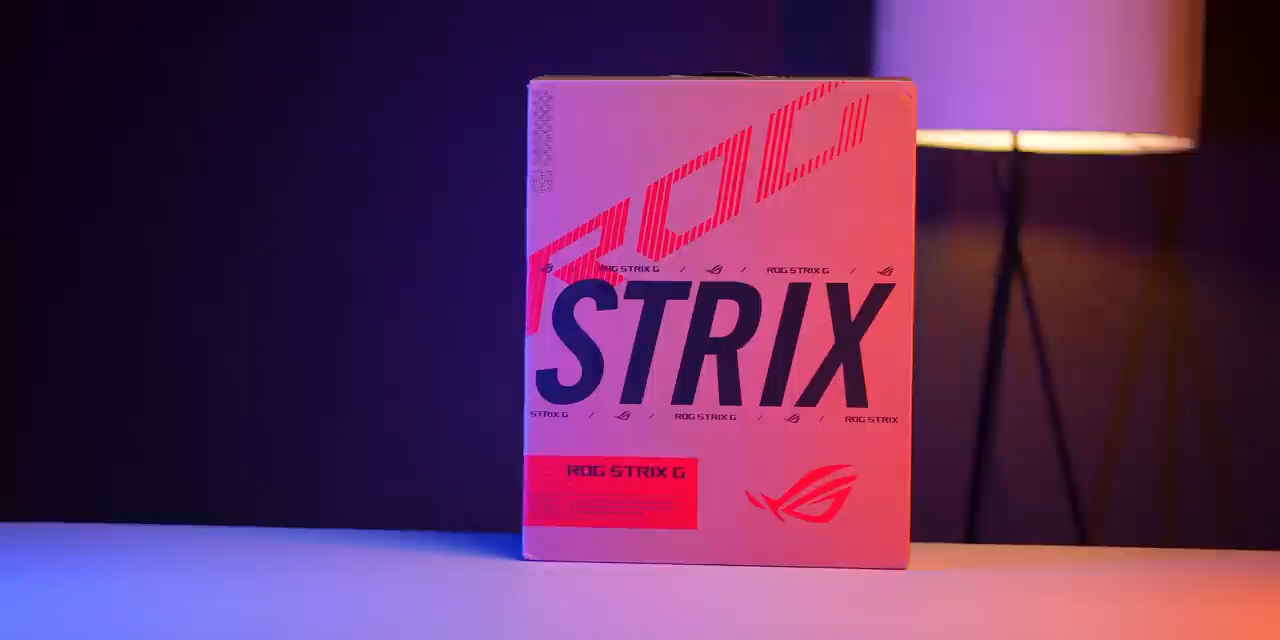 ROG
ROG STRIX G / / ROG STRIX G /
STRIX
STRIX G / / ROG STRIX G / / ROG STRIX
ROG STRIX G